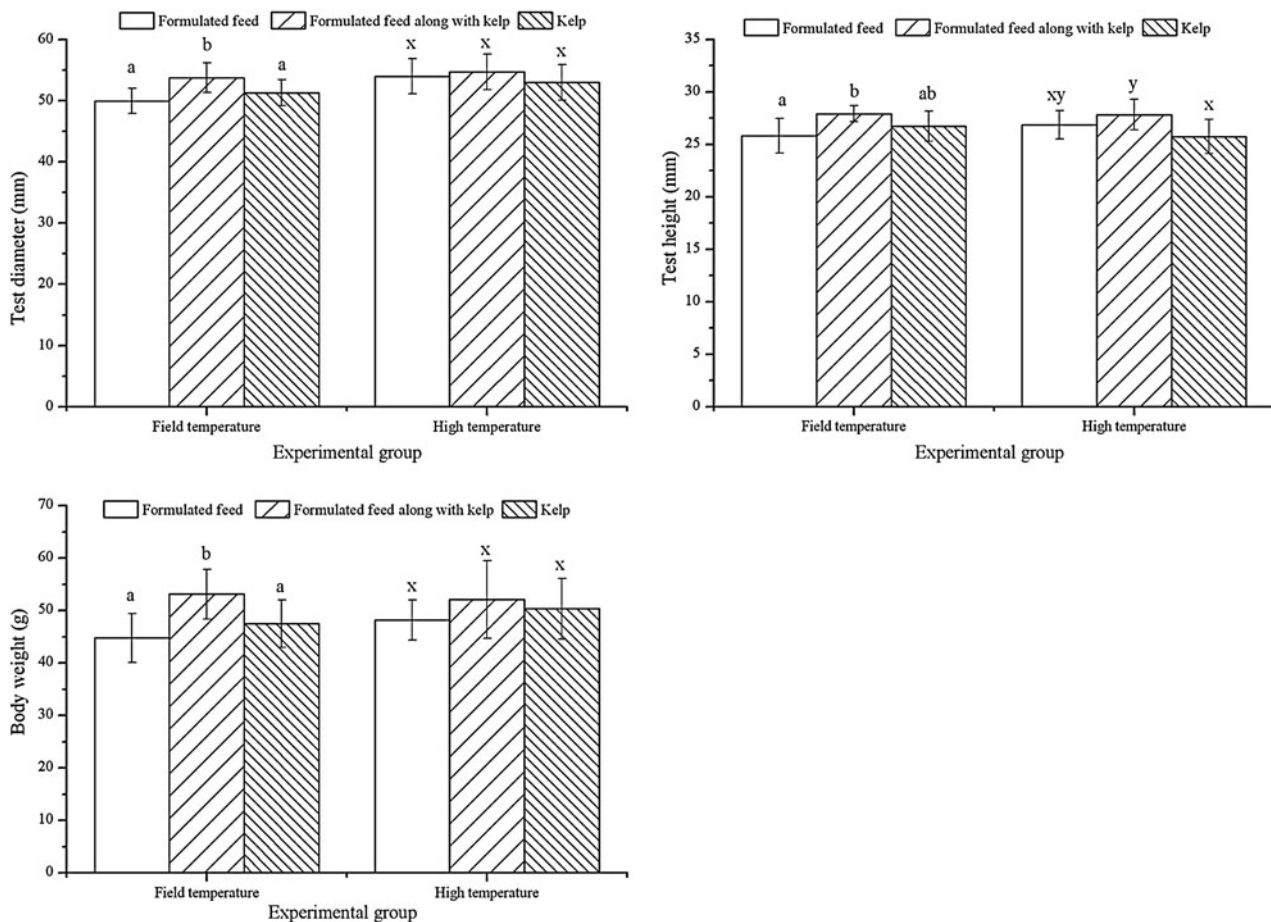 Formulated feed Formulated feed along with kelp Kelp
60
50
40
30
20
10
0
Test diameter (mm)
a b a x x x
Field temperature High temperature
Experimental group
Formulated feed Formulated feed along with kelp Kelp
35
30
25
20
15
10
5
0
Test height (mm)
a b ab xy y x
Field temperature High temperature
Experimental group
Formulated feed Formulated feed along with kelp Kelp
70
60
50
40
30
20
10
0
Body weight (g)
a b a x x x
Field temperature High temperature
Experimental group